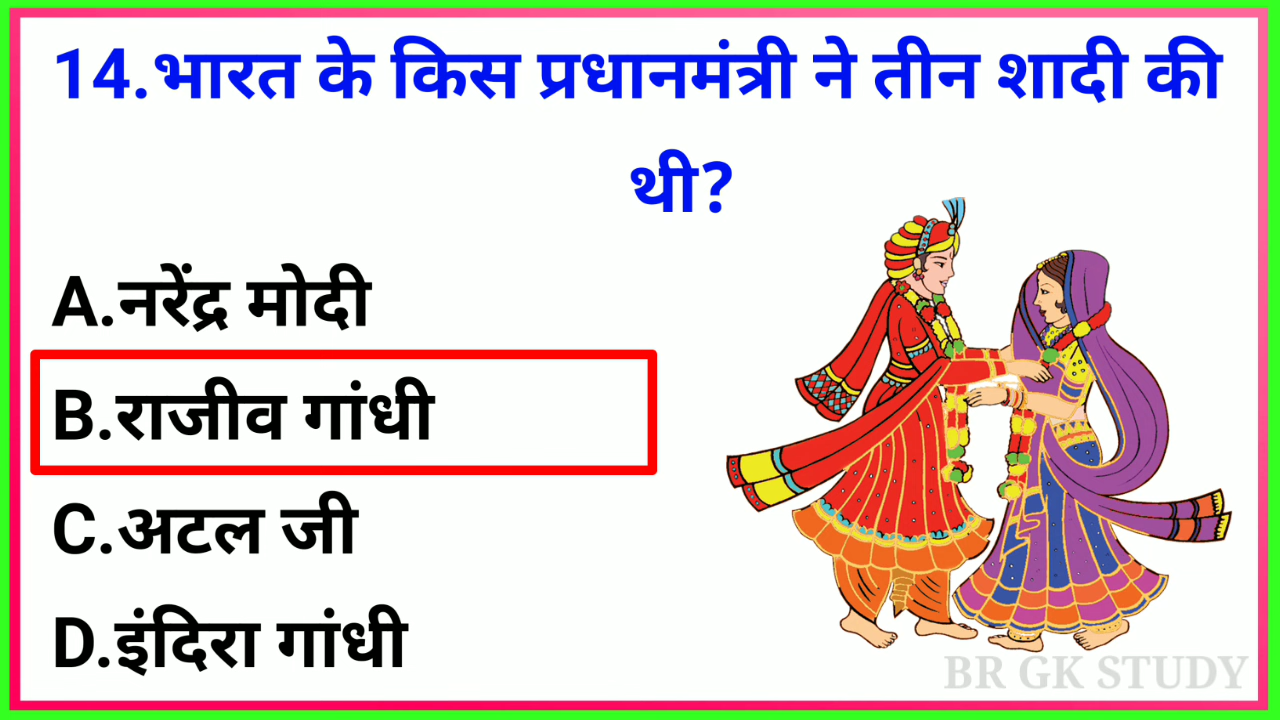 14.भारत के किस प्रधानमंत्री ने तीन शादी की
थी?
A.नरेंद्र मोदी
B.राजीव गांधी
C.अटल जी
D.इंदिरा गांधी
BR GK STUDY